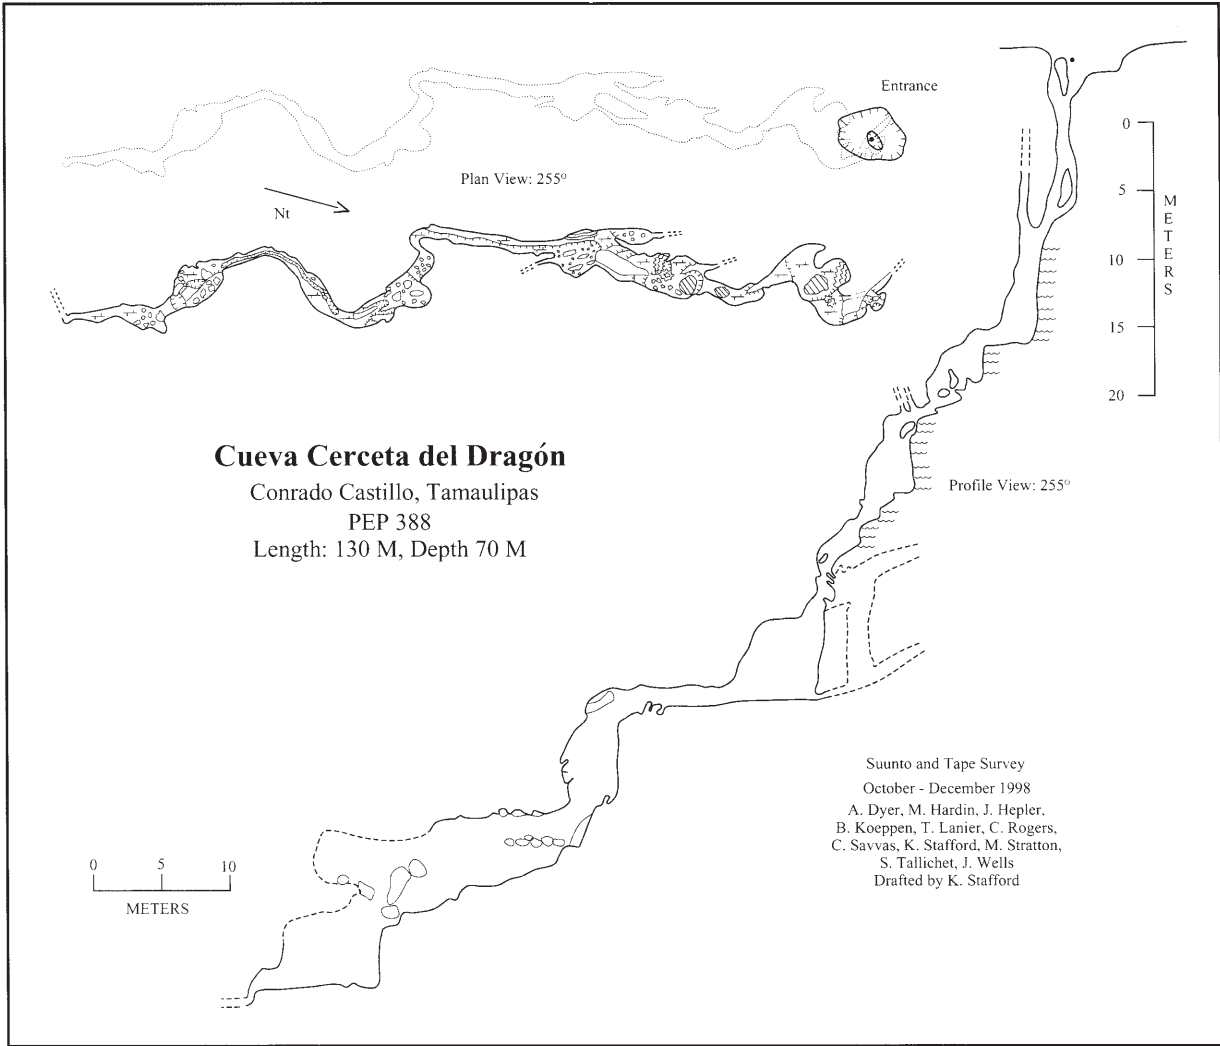 Entrance
Plan View: 255°
Nt
0
5
10
15
20
METERS
Cueva Cerceta del Dragón
Conrado Castillo, Tamaulipas
PEP 388
Length: 130 M, Depth 70 M
Profile View: 255°
Suunto and Tape Survey
October - December 1998
A. Dyer, M. Hardin, J. Hepler,
B. Koeppen, T. Lanier, C. Rogers,
C. Savvas, K. Stafford, M. Stratton,
S. Tallichet, J. Wells
Drafted by K. Stafford
0 5 10
METERS